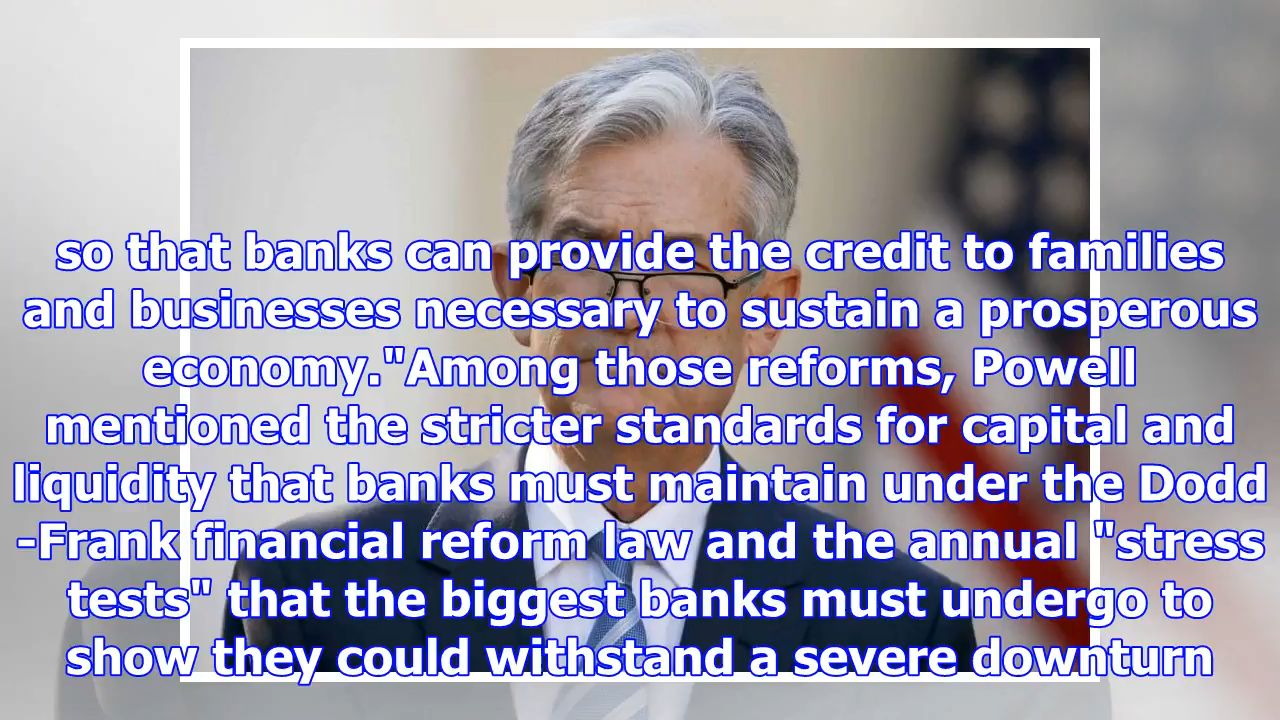 so that banks can provide the credit to families
and businesses necessary to sustain a prosperous
economy."Among those reforms, Powell
mentioned the stricter standards for capital and
liquidity that banks must maintain under the Dodd
-Frank financial reform law and the annual "stress
tests" that the biggest banks must undergo to
show they could withstand a severe downturn